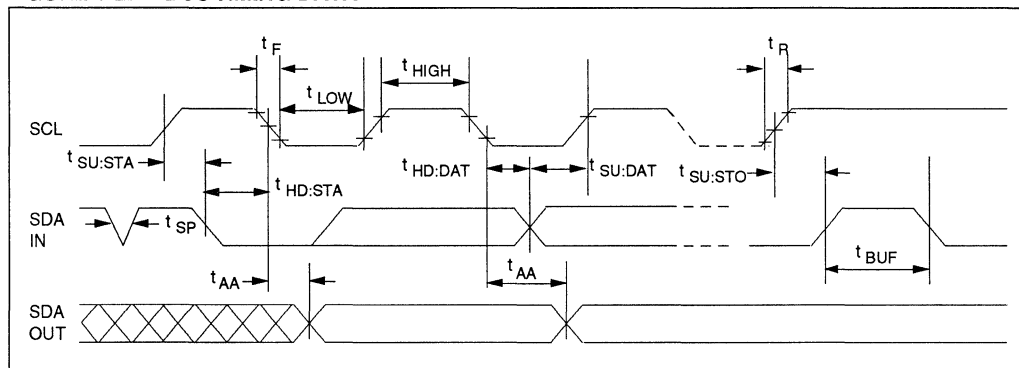 t F
t R
t HIGH
t LOW
SCL
t SU:STA
t HD:DAT
t SU:DAT
t SU:STO
t HD:STA
SDA
IN
t SP
t BUF
t AA
t AA
SDA
OUT